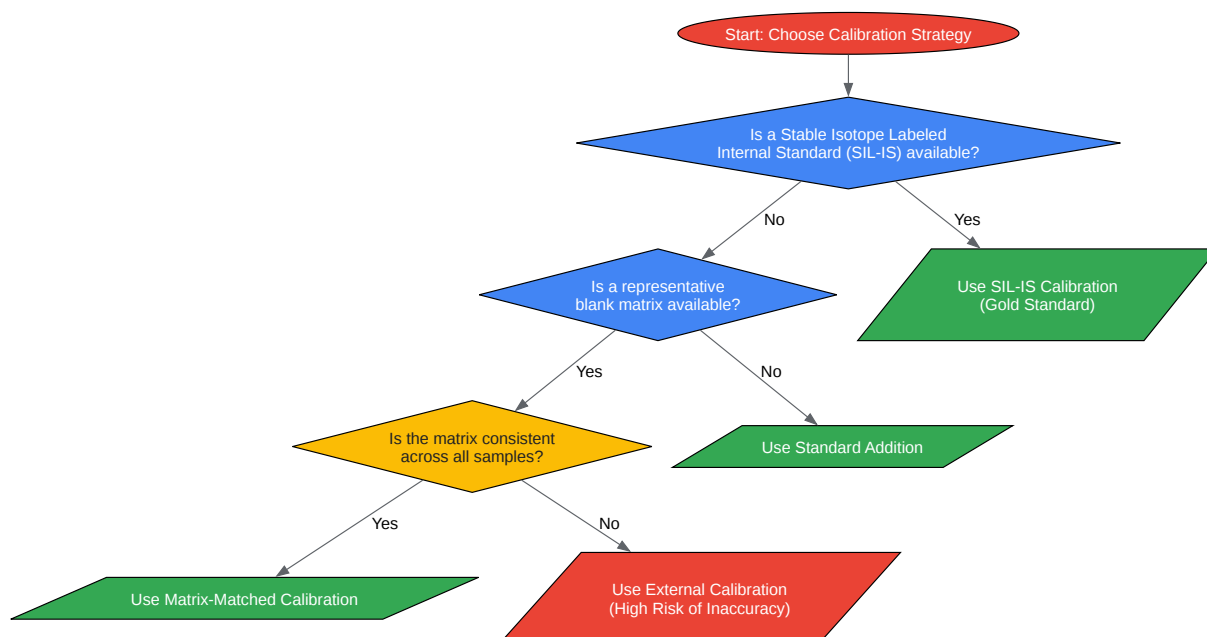 Start: Choose Calibration Strategy
Is a Stable Isotope Labeled
Internal Standard (SIL-IS) available?
No
Yes
Is a representative
blank matrix available?
Use SIL-IS Calibration
(Gold Standard)
Yes
No
Is the matrix consistent
across all samples?
Use Standard Addition
Yes
No
Use Matrix-Matched Calibration
Use External Calibration
(High Risk of Inaccuracy)